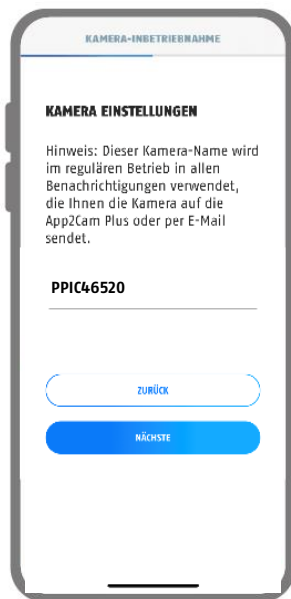 KAMERA-INBETRIEBNAHME
KAMERA EINSTELLUNGEN
Hinweis: Dieser Kamera-Name wird
im regulären Betrieb in allen
Benachrichtigungen verwendet,
die Ihnen die Kamera auf die
App2Cam Plus oder per E-Mail
sendet.
PPIC46520
ZURÜCK
NÄCHSTE